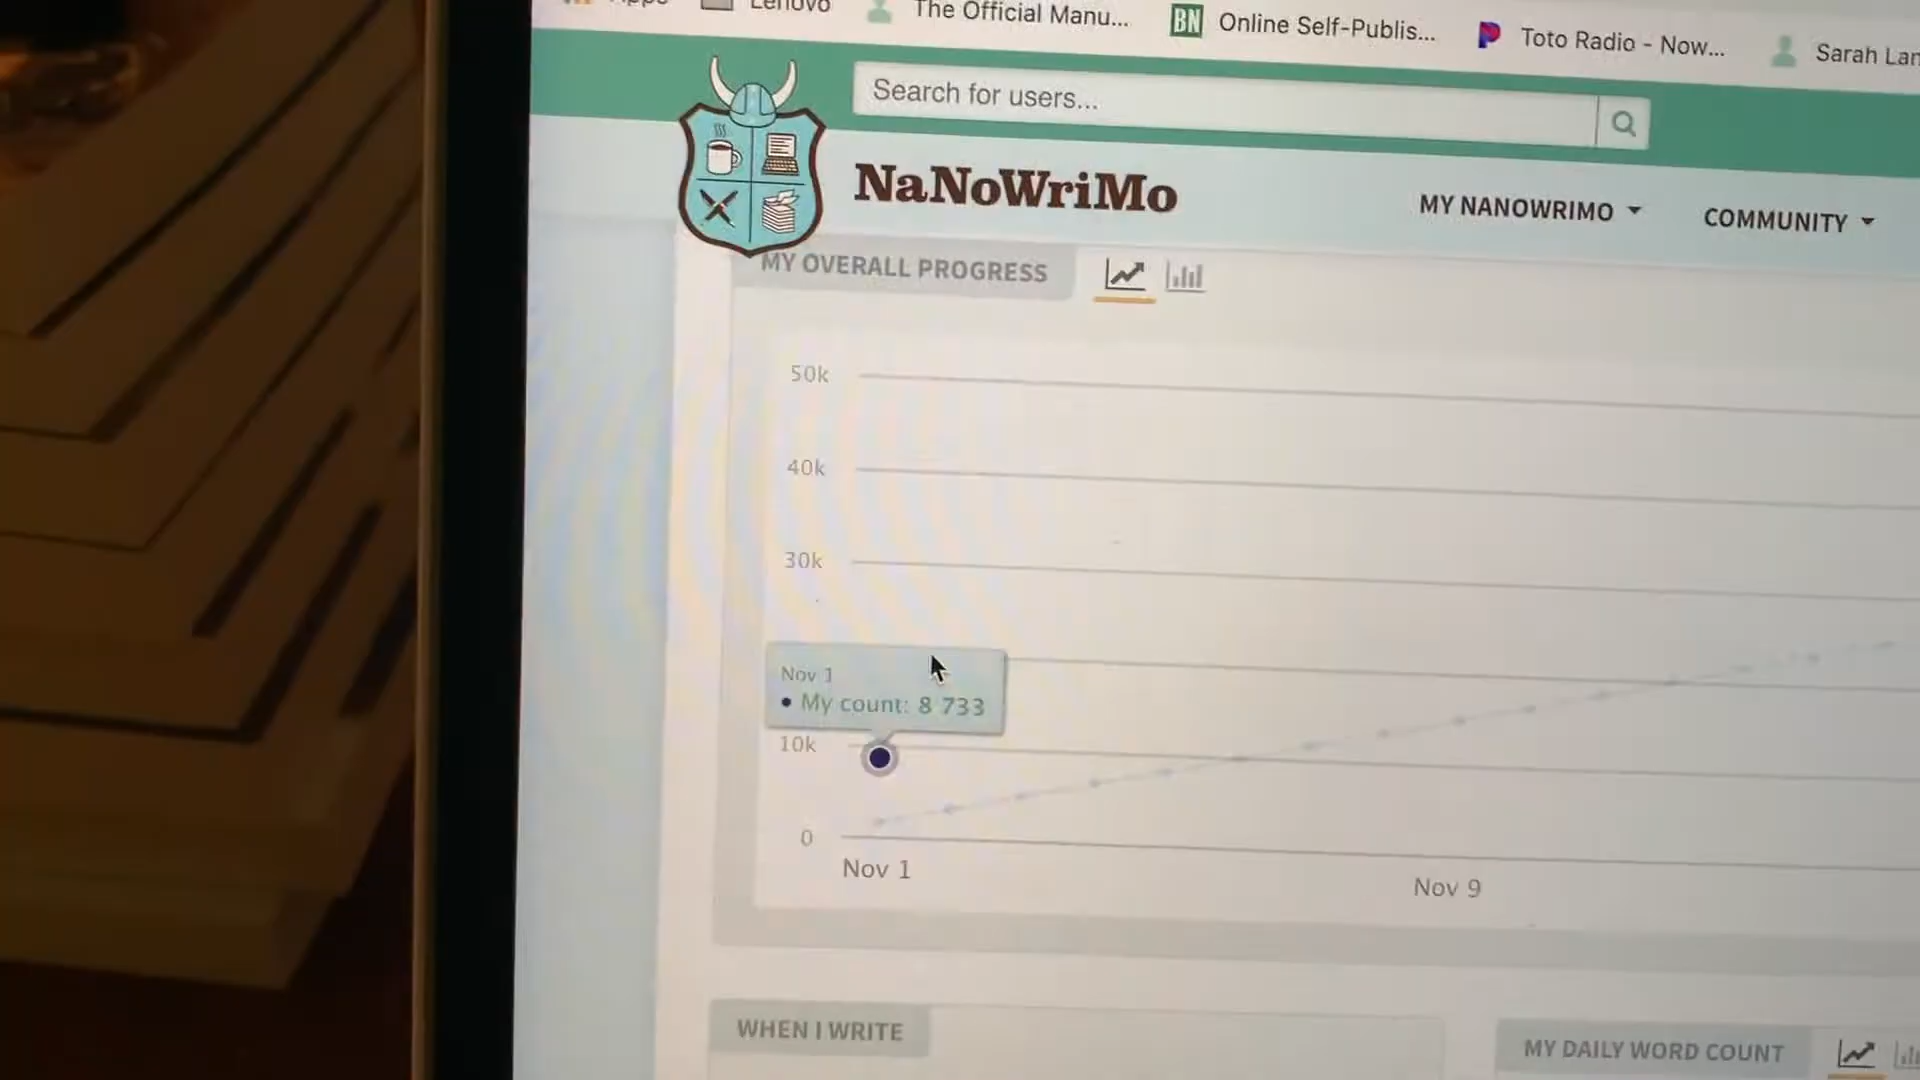 Apps
Lenovo
The Official Manu...
BN
Online Self-Publis...
Toto Radio - Now...
Sarah Lan
Search for users...
NaNoWriMo
MY NANOWRIMO
COMMUNITY
MY OVERALL PROGRESS
50k
40k
30k
Nov 1
My count: 8 733
10k
0
Nov 1
Nov 9
WHEN I WRITE
MY DAILY WORD COUNT